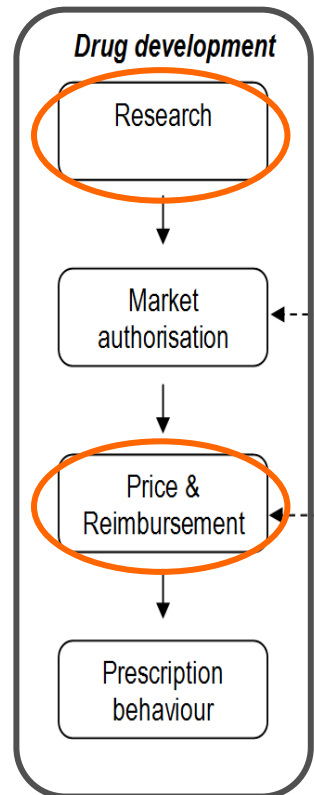 Drug development
Research
Market
authorisation
Price &
Reimbursement
Prescription
behaviour